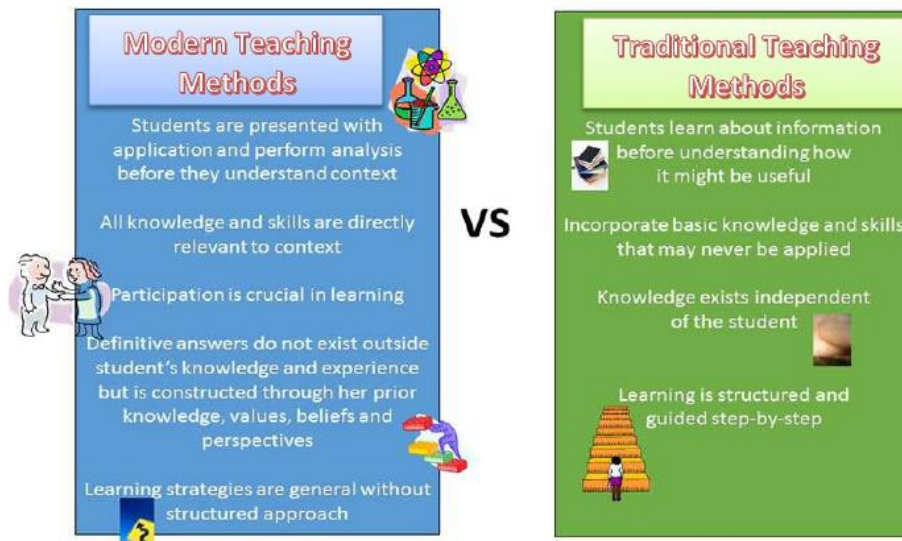 Modern Teaching
Methods
Students are presented with
application and perform analysis
before they understand context
All knowledge and skills are directly
relevant to context
Participation is crucial in learning
Definitive answers do not exist outside
student's knowledge and experience
but is constructed through her prior
knowledge, values, beliefs and
perspectives
Learning strategies are general without
structured approach
VS
Traditional Teaching
Methods
Students learn about information
before understanding how
it might be useful
Incorporate basic knowledge and skills
that may never be applied
Knowledge exists independent
of the student
Learning is structured and
guided step-by-step